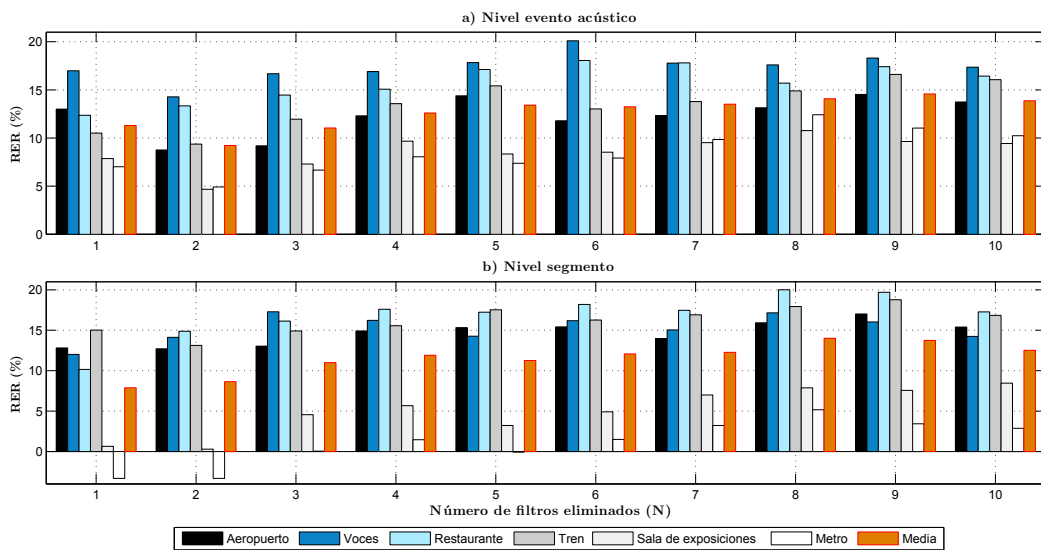 a) Nivel evento acústico
20
15
10
5
0
RER (%)
1 2 3 4 5 6 7 8 9 10
b) Nivel segmento
20
15
10
5
0
RER (%)
1 2 3 4 5 6 7 8 9 10
Número de filtros eliminados (N)
Aeropuerto Voces Restaurante Tren Sala de exposiciones Metro Media